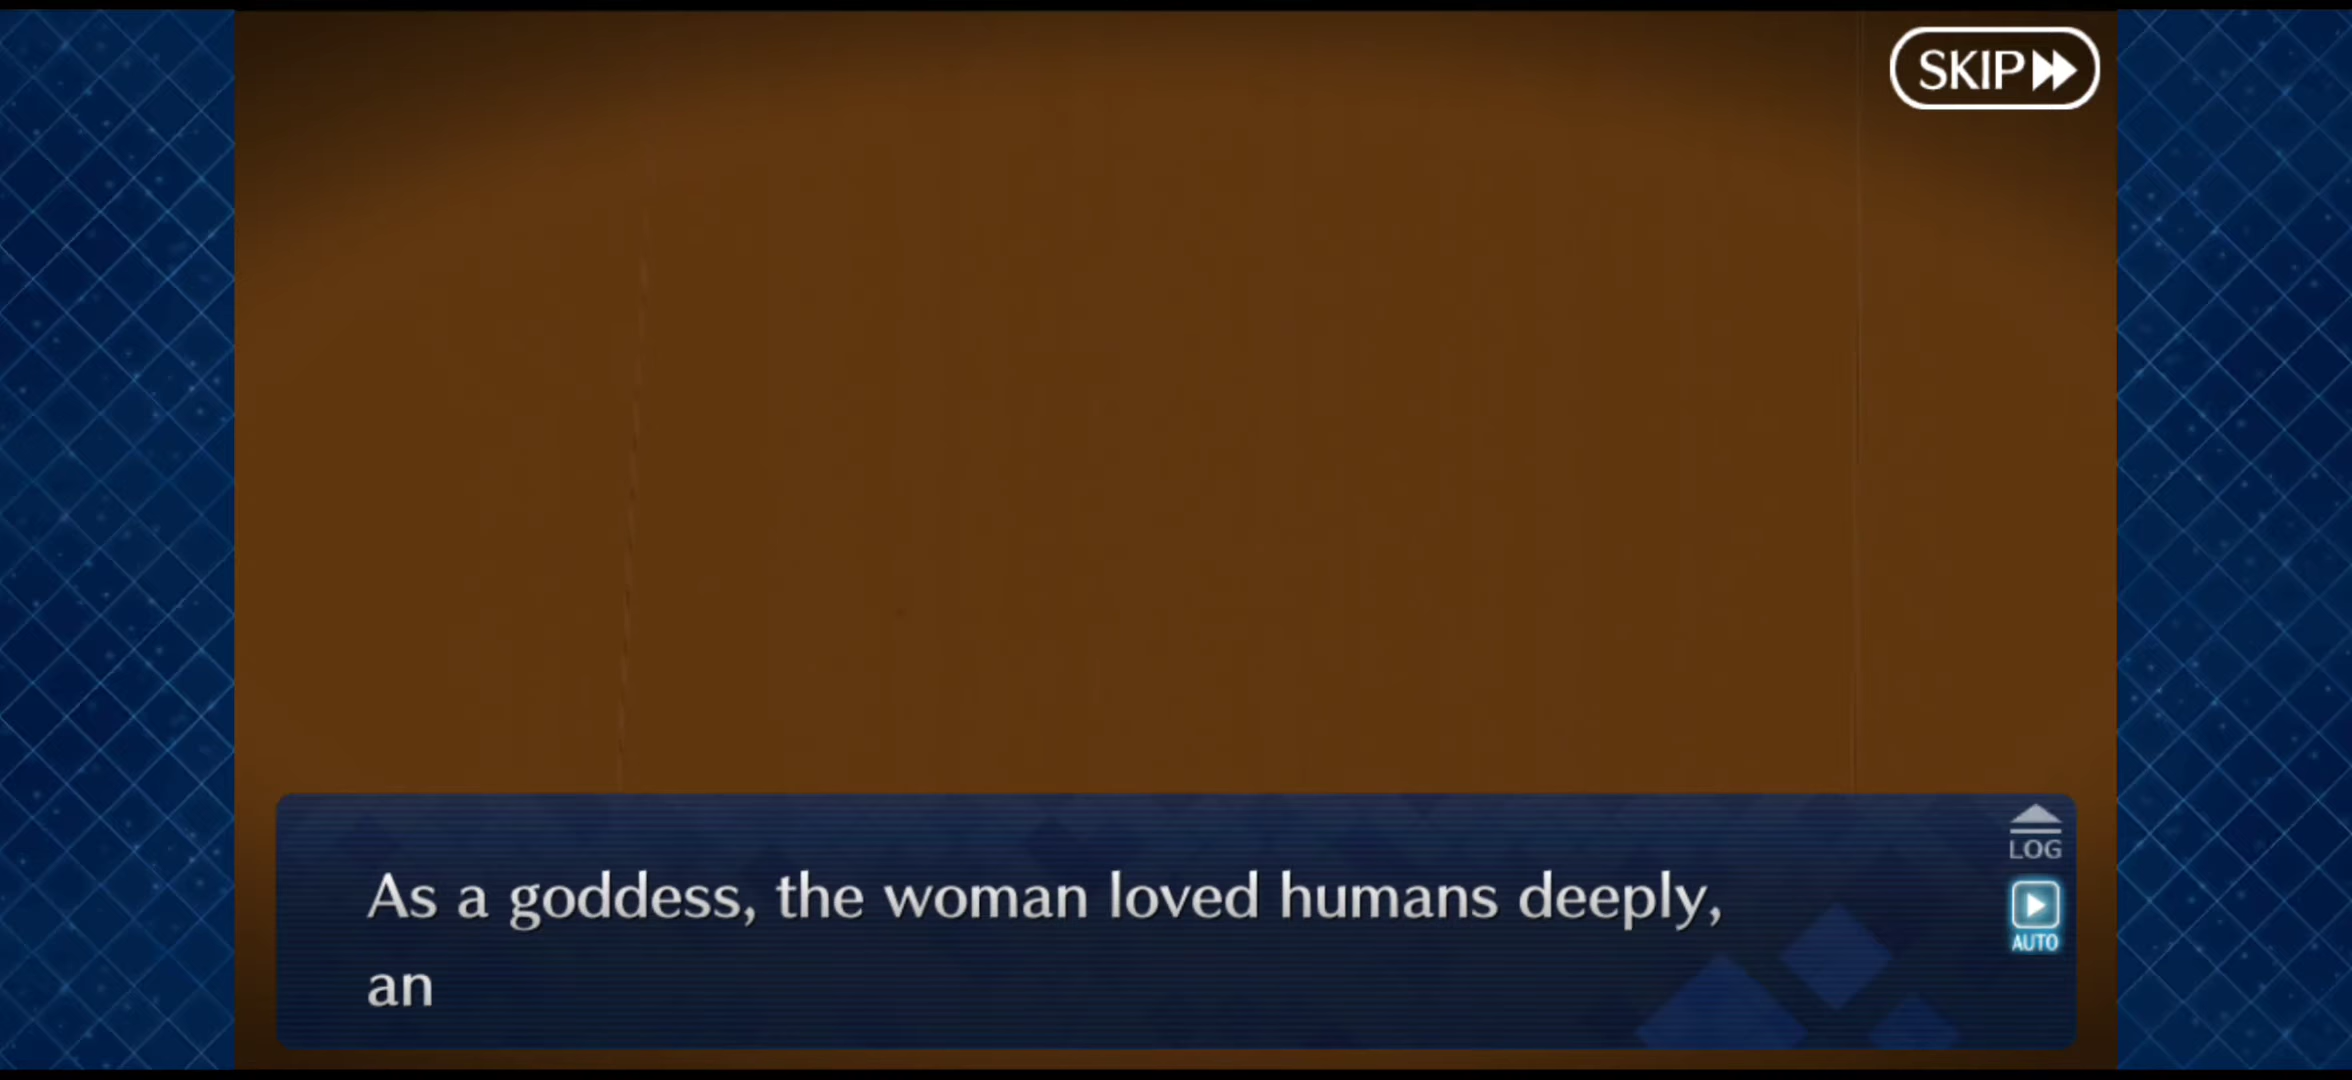 SKIP
As a goddess, the woman loved humans deeply,
an
LOG
AUTO